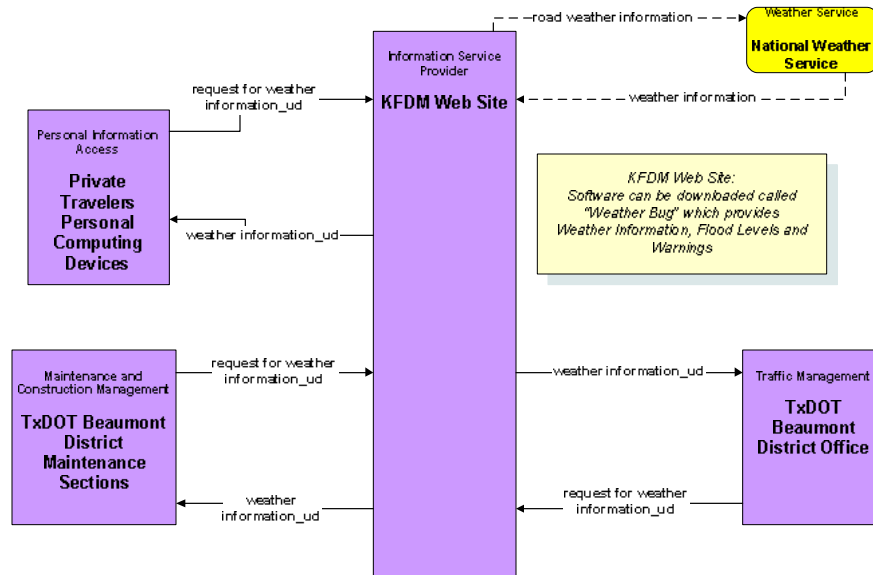 road weather information
Weather Service
National Weather
Service
weather information
Information Service
Provider
KFDM Web Site
request for weather
information_ud
Personal Information
Access
Private
Travelers
Personal
Computing
Devices
weather information_ud
KFDM Web Site:
Software can be downloaded called
"Weather Bug" which provides
Weather Information, Flood Levels and
Warnings
Maintenance and
Construction Management
TxDOT Beaumont
District
Maintenance
Sections
request for weather
information_ud
weather
information_ud
weather information_ud
Traffic Management
TxDOT
Beaumont
District Office
request for weather
information_ud